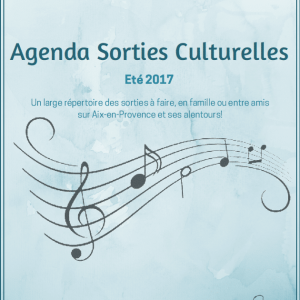 Agenda Sorties Culturelles
Eté 2017
Un large répertoire des sorties à faire, en famille ou entre amis
sur Aix-en-Provence et ses alentours!